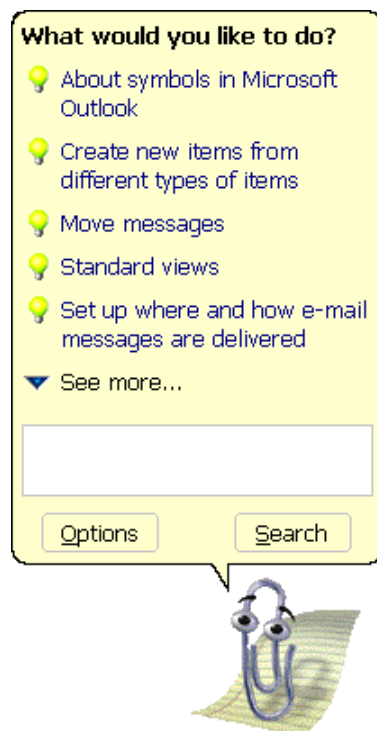 What would you like to do?
About symbols in Microsoft
Outlook
Create new items from
different types of items
Move messages
Standard views
Set up where and how e-mail
messages are delivered
See more...
Options
Search